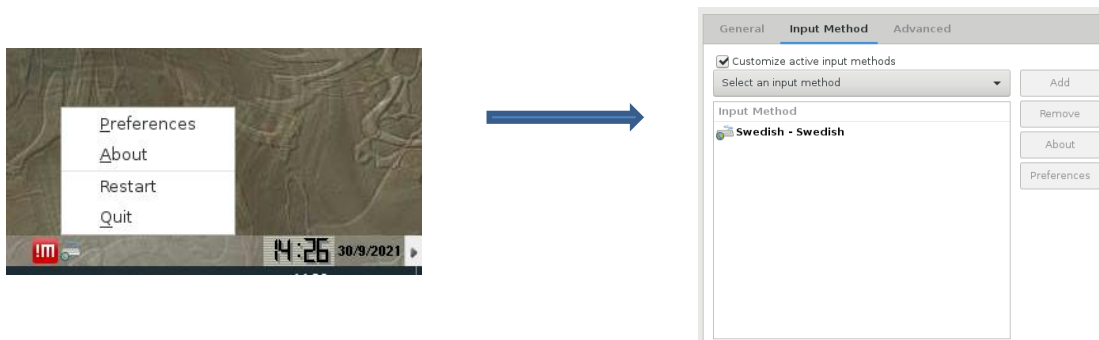 Preferences
About
Restart
Quit
!M
14:26 30/9/2021
General Input Method Advanced
Customize active input methods
Select an input method
Add
Input Method
Remove
Swedish - Swedish
About
Preferences